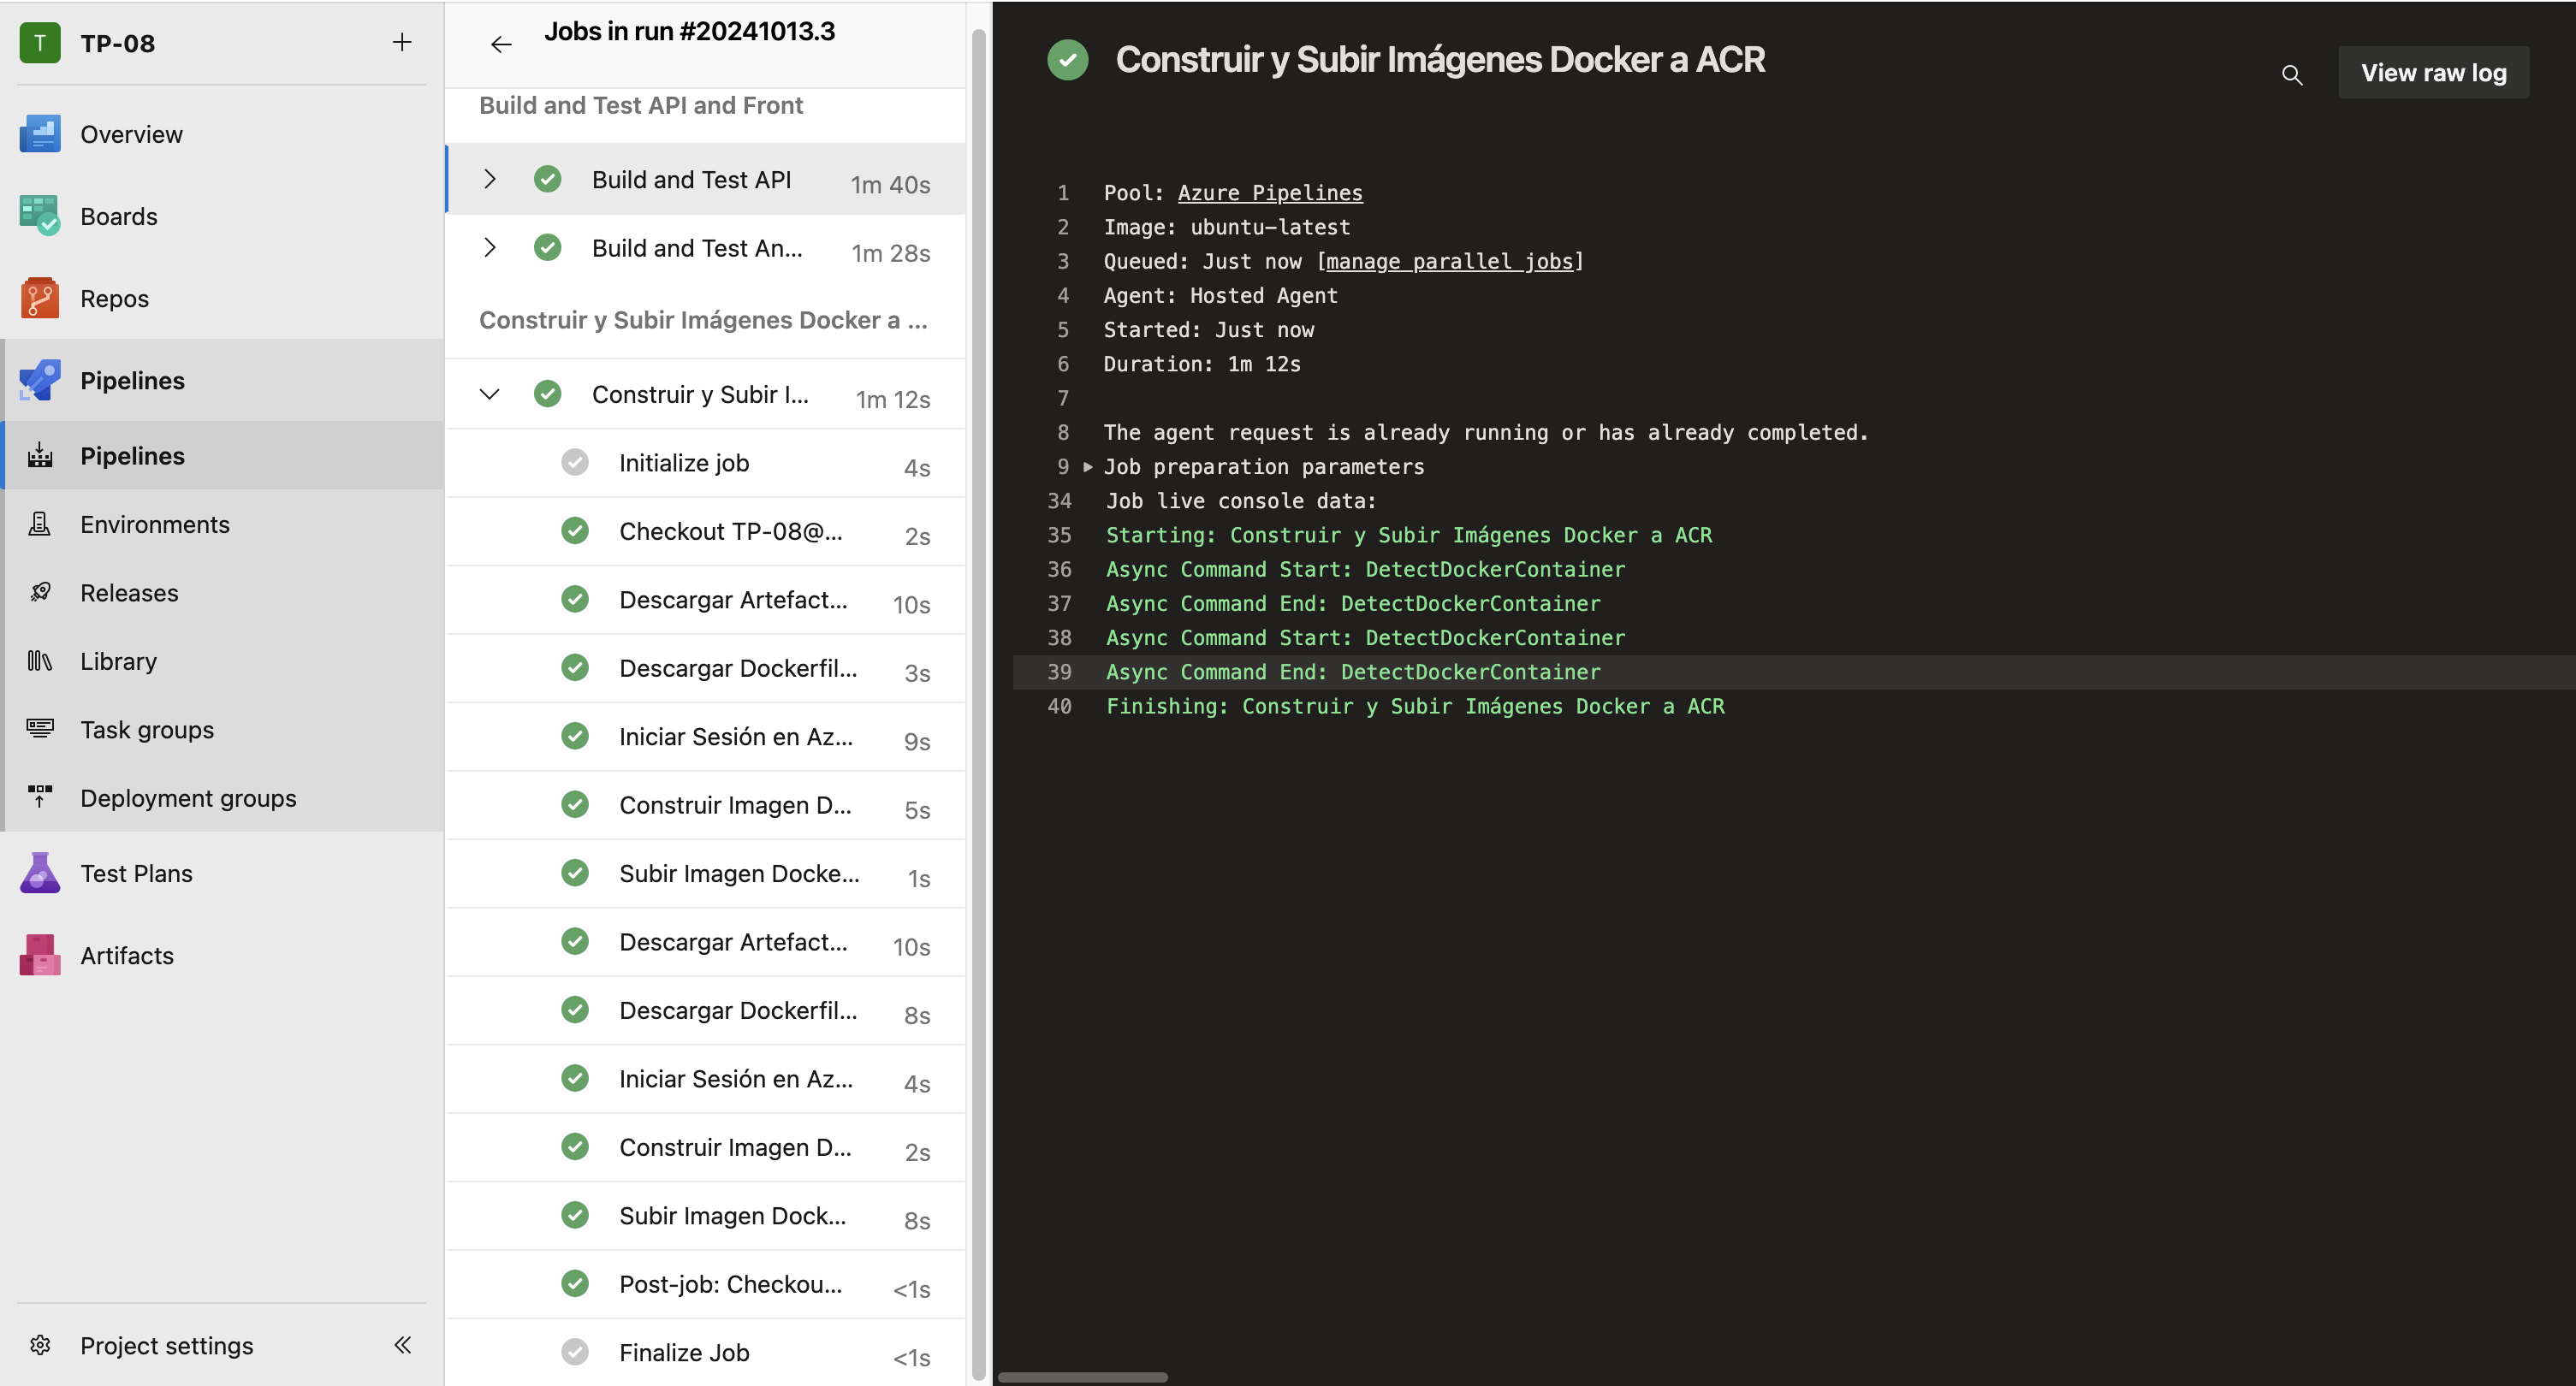 T TP-08
Overview
Boards
Repos
Pipelines
Pipelines
Environments
Releases
Library
Task groups
Deployment groups
Test Plans
Artifacts
Project settings
Jobs in run #20241013.3
Build and Test API and Front
Build and Test API 1m 40s
Build and Test An... 1m 28s
Construir y Subir Imágenes Docker a ...
Construir y Subir I... 1m 12s
Initialize job 4s
Checkout TP-08@... 2s
Descargar Artefact... 10s
Descargar Dockerfil... 3s
Iniciar Sesión en Az... 9s
Construir Imagen D... 5s
Subir Imagen Docke... 1s
Descargar Artefact... 10s
Descargar Dockerfil... 8s
Iniciar Sesión en Az... 4s
Construir Imagen D... 2s
Subir Imagen Dock... 8s
Post-job: Checkou... <1s
Finalize Job <1s
Construir y Subir Imágenes Docker a ACR
View raw log
1 Pool: Azure Pipelines
2 Image: ubuntu-latest
3 Queued: Just now [manage parallel jobs]
4 Agent: Hosted Agent
5 Started: Just now
6 Duration: 1m 12s
7
8 The agent request is already running or has already completed.
9 Job preparation parameters
34 Job live console data:
35 Starting: Construir y Subir Imágenes Docker a ACR
36 Async Command Start: DetectDockerContainer
37 Async Command End: DetectDockerContainer
38 Async Command Start: DetectDockerContainer
39 Async Command End: DetectDockerContainer
40 Finishing: Construir y Subir Imágenes Docker a ACR